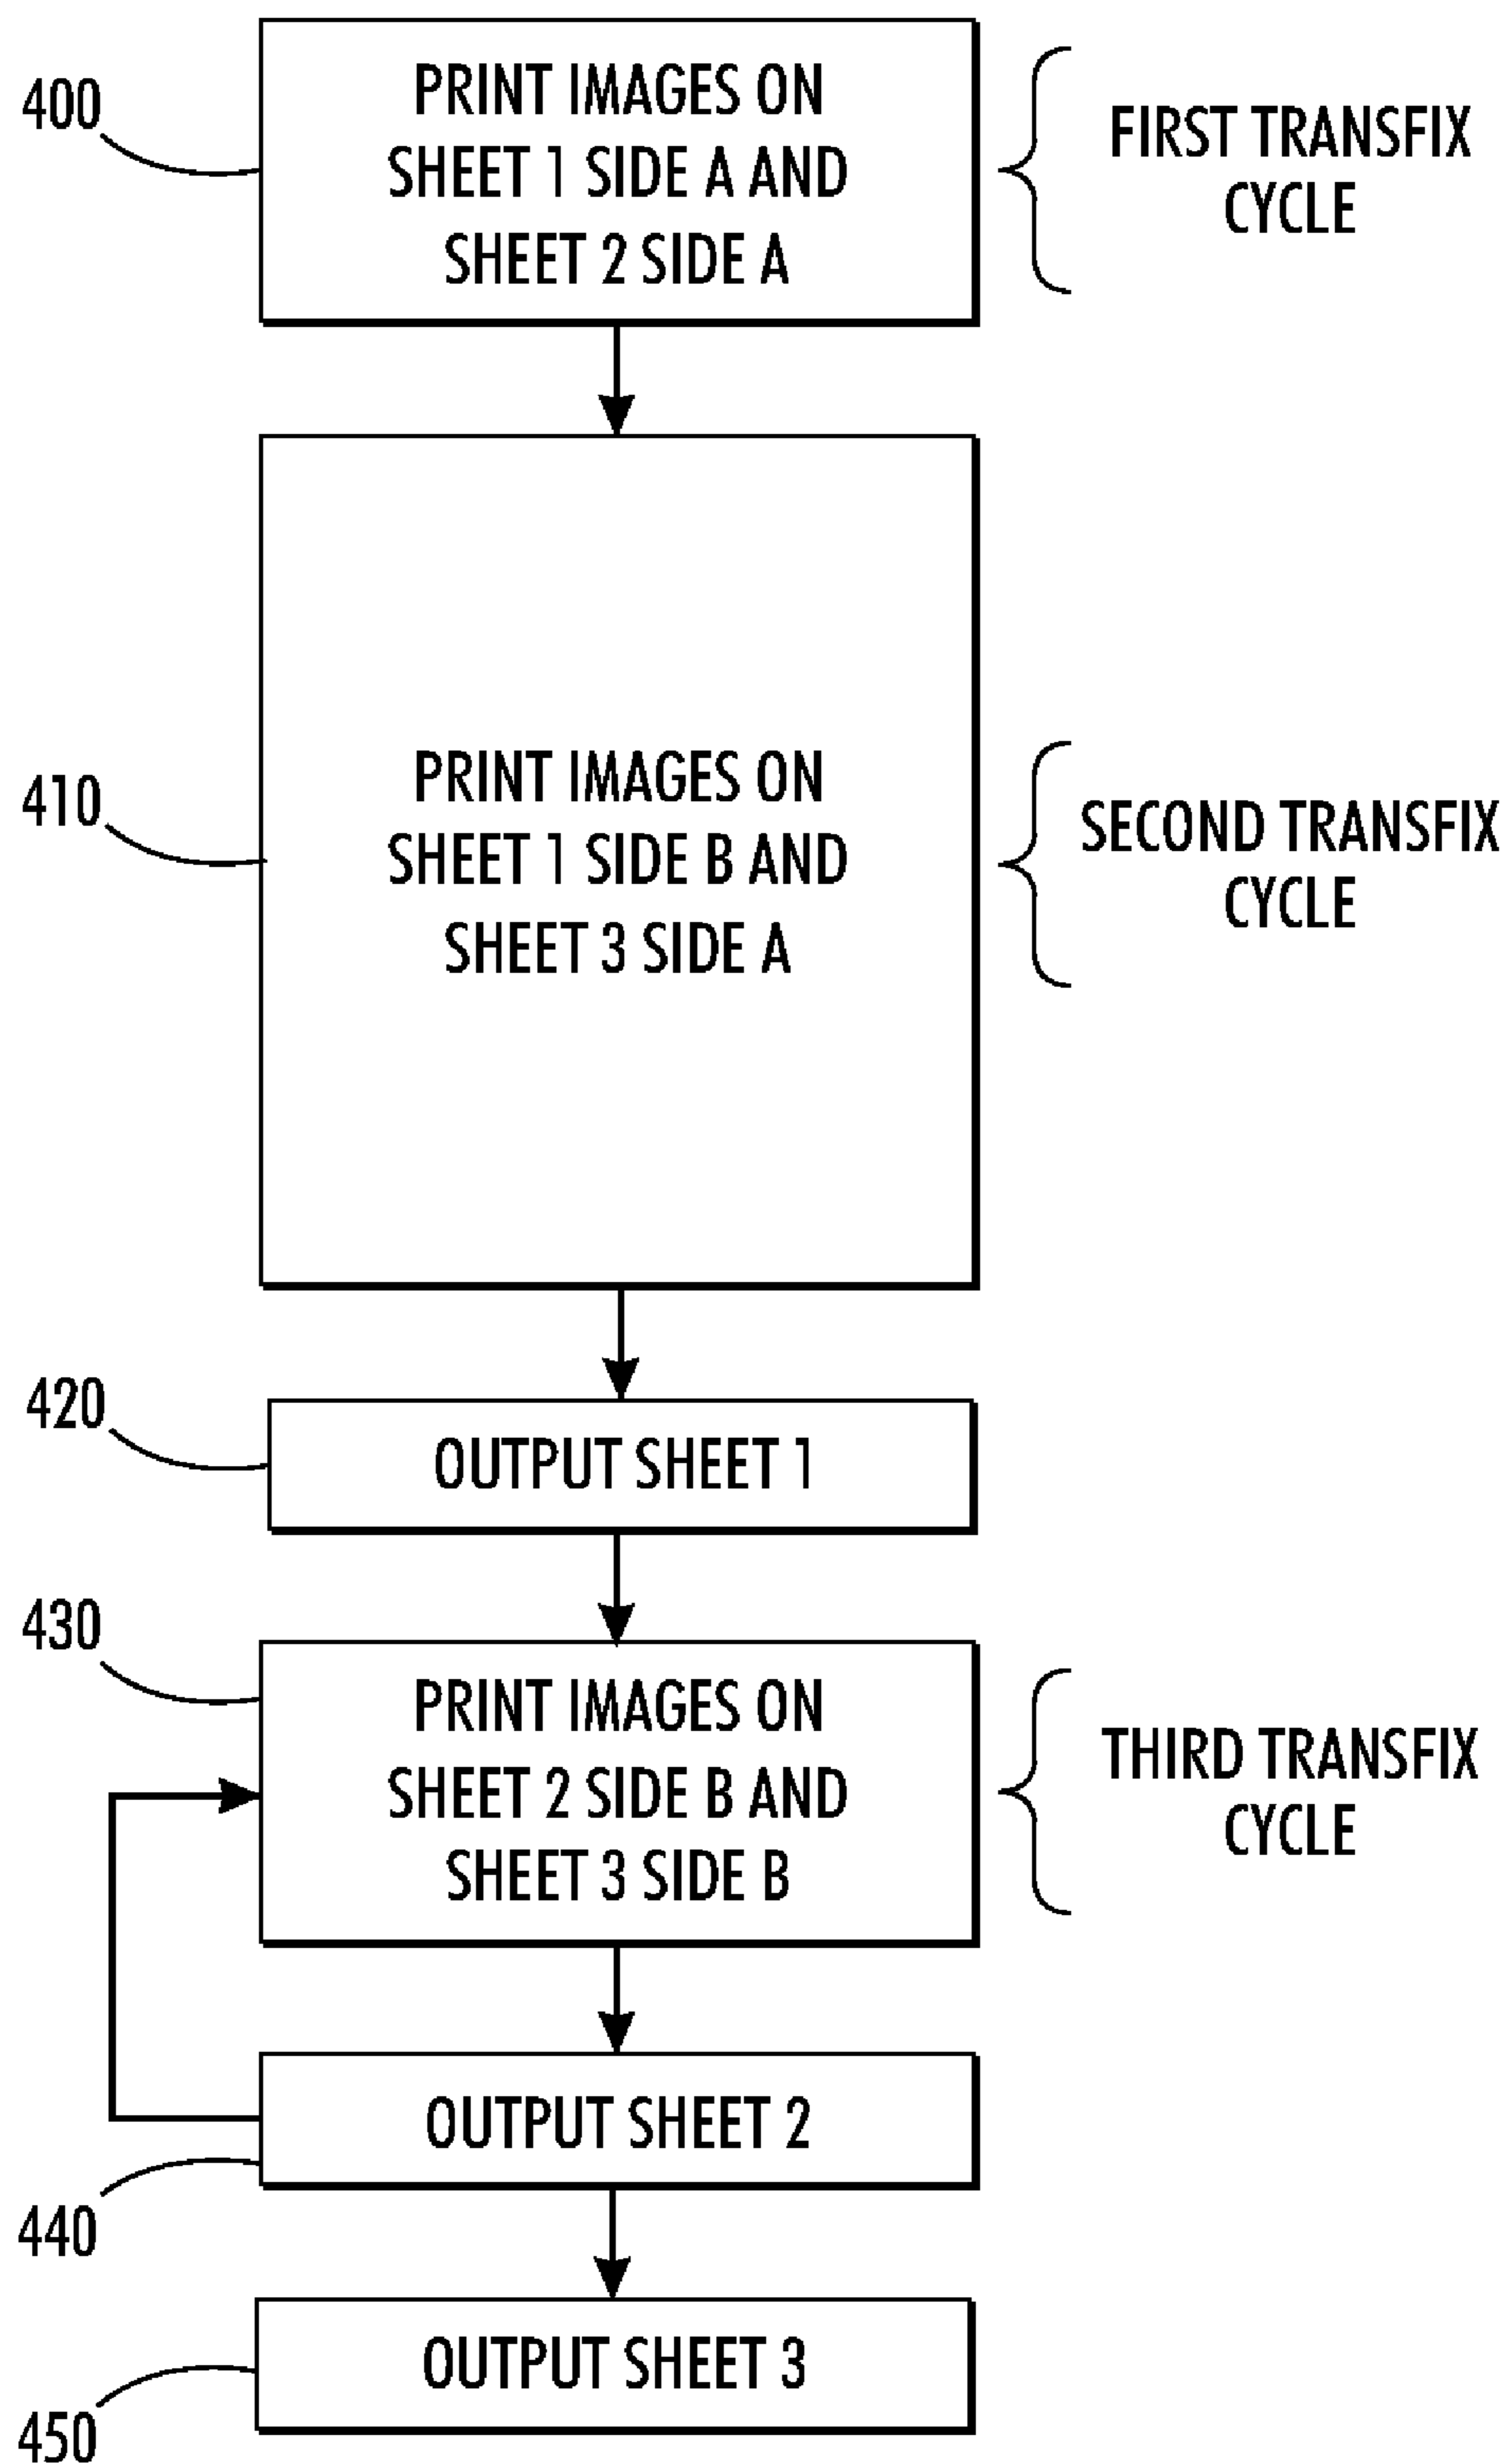 400
PRINT IMAGES ON
SHEET 1 SIDE A AND
SHEET 2 SIDE A
FIRST TRANSFIX
CYCLE
410
PRINT IMAGES ON
SHEET 1 SIDE B AND
SHEET 3 SIDE A
SECOND TRANSFIX
CYCLE
420
OUTPUT SHEET 1
430
PRINT IMAGES ON
SHEET 2 SIDE B AND
SHEET 3 SIDE B
THIRD TRANSFIX
CYCLE
OUTPUT SHEET 2
440
OUTPUT SHEET 3
450